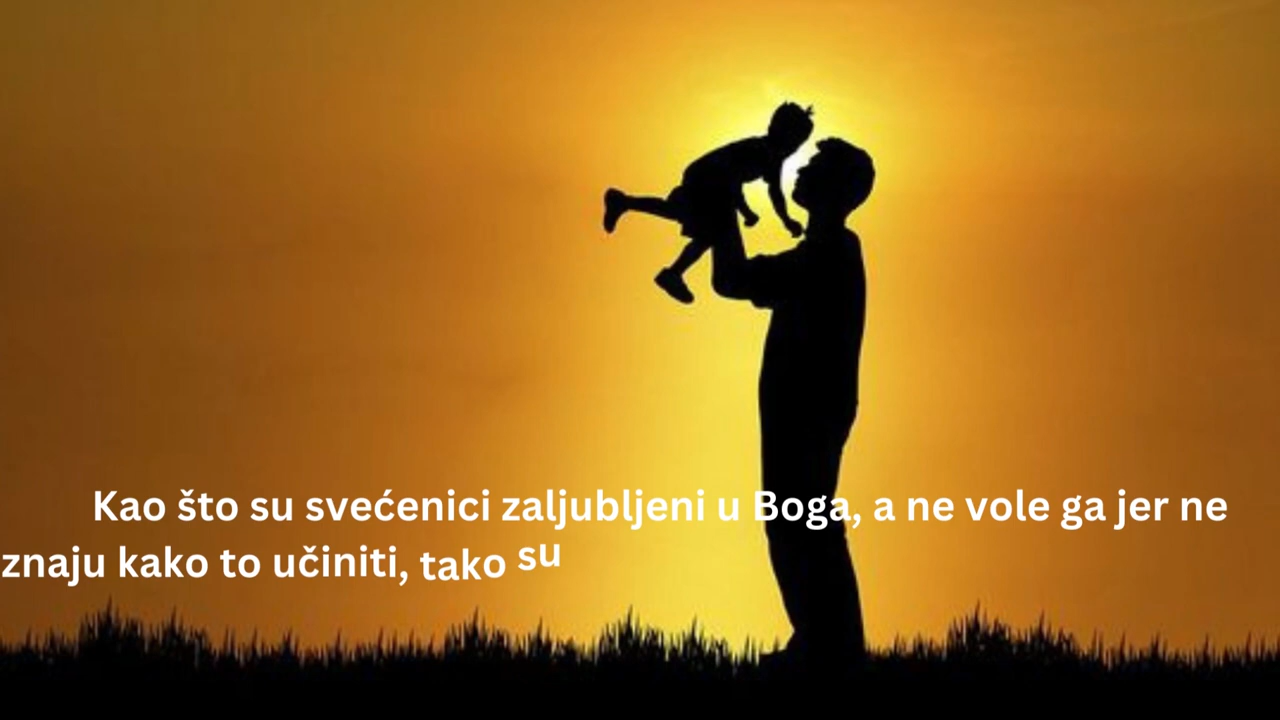 Kao što su svećenici zaljubljeni u Boga, a ne vole ga jer ne
znaju kako to učiniti, tako su